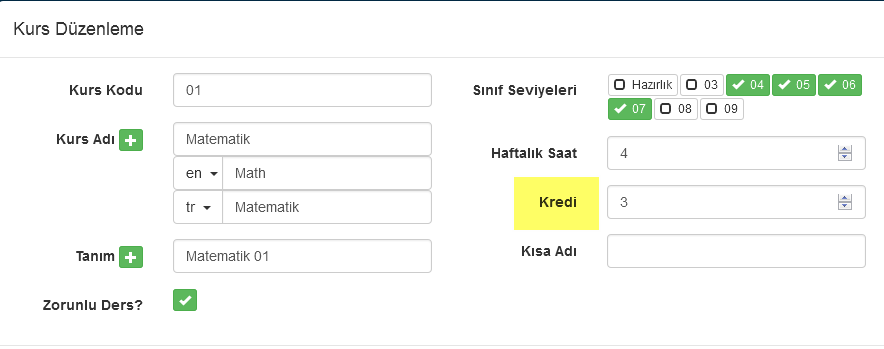 Kurs Düzenleme
Kurs Kodu 01
Kurs Adı Matematik
en Math
tr Matematik
Tanım Matematik 01
Zorunlu Ders?
Sınıf Seviyeleri Hazırlık 03 04 05 06
07 08 09
Haftalık Saat 4
Kredi 3
Kısa Adı